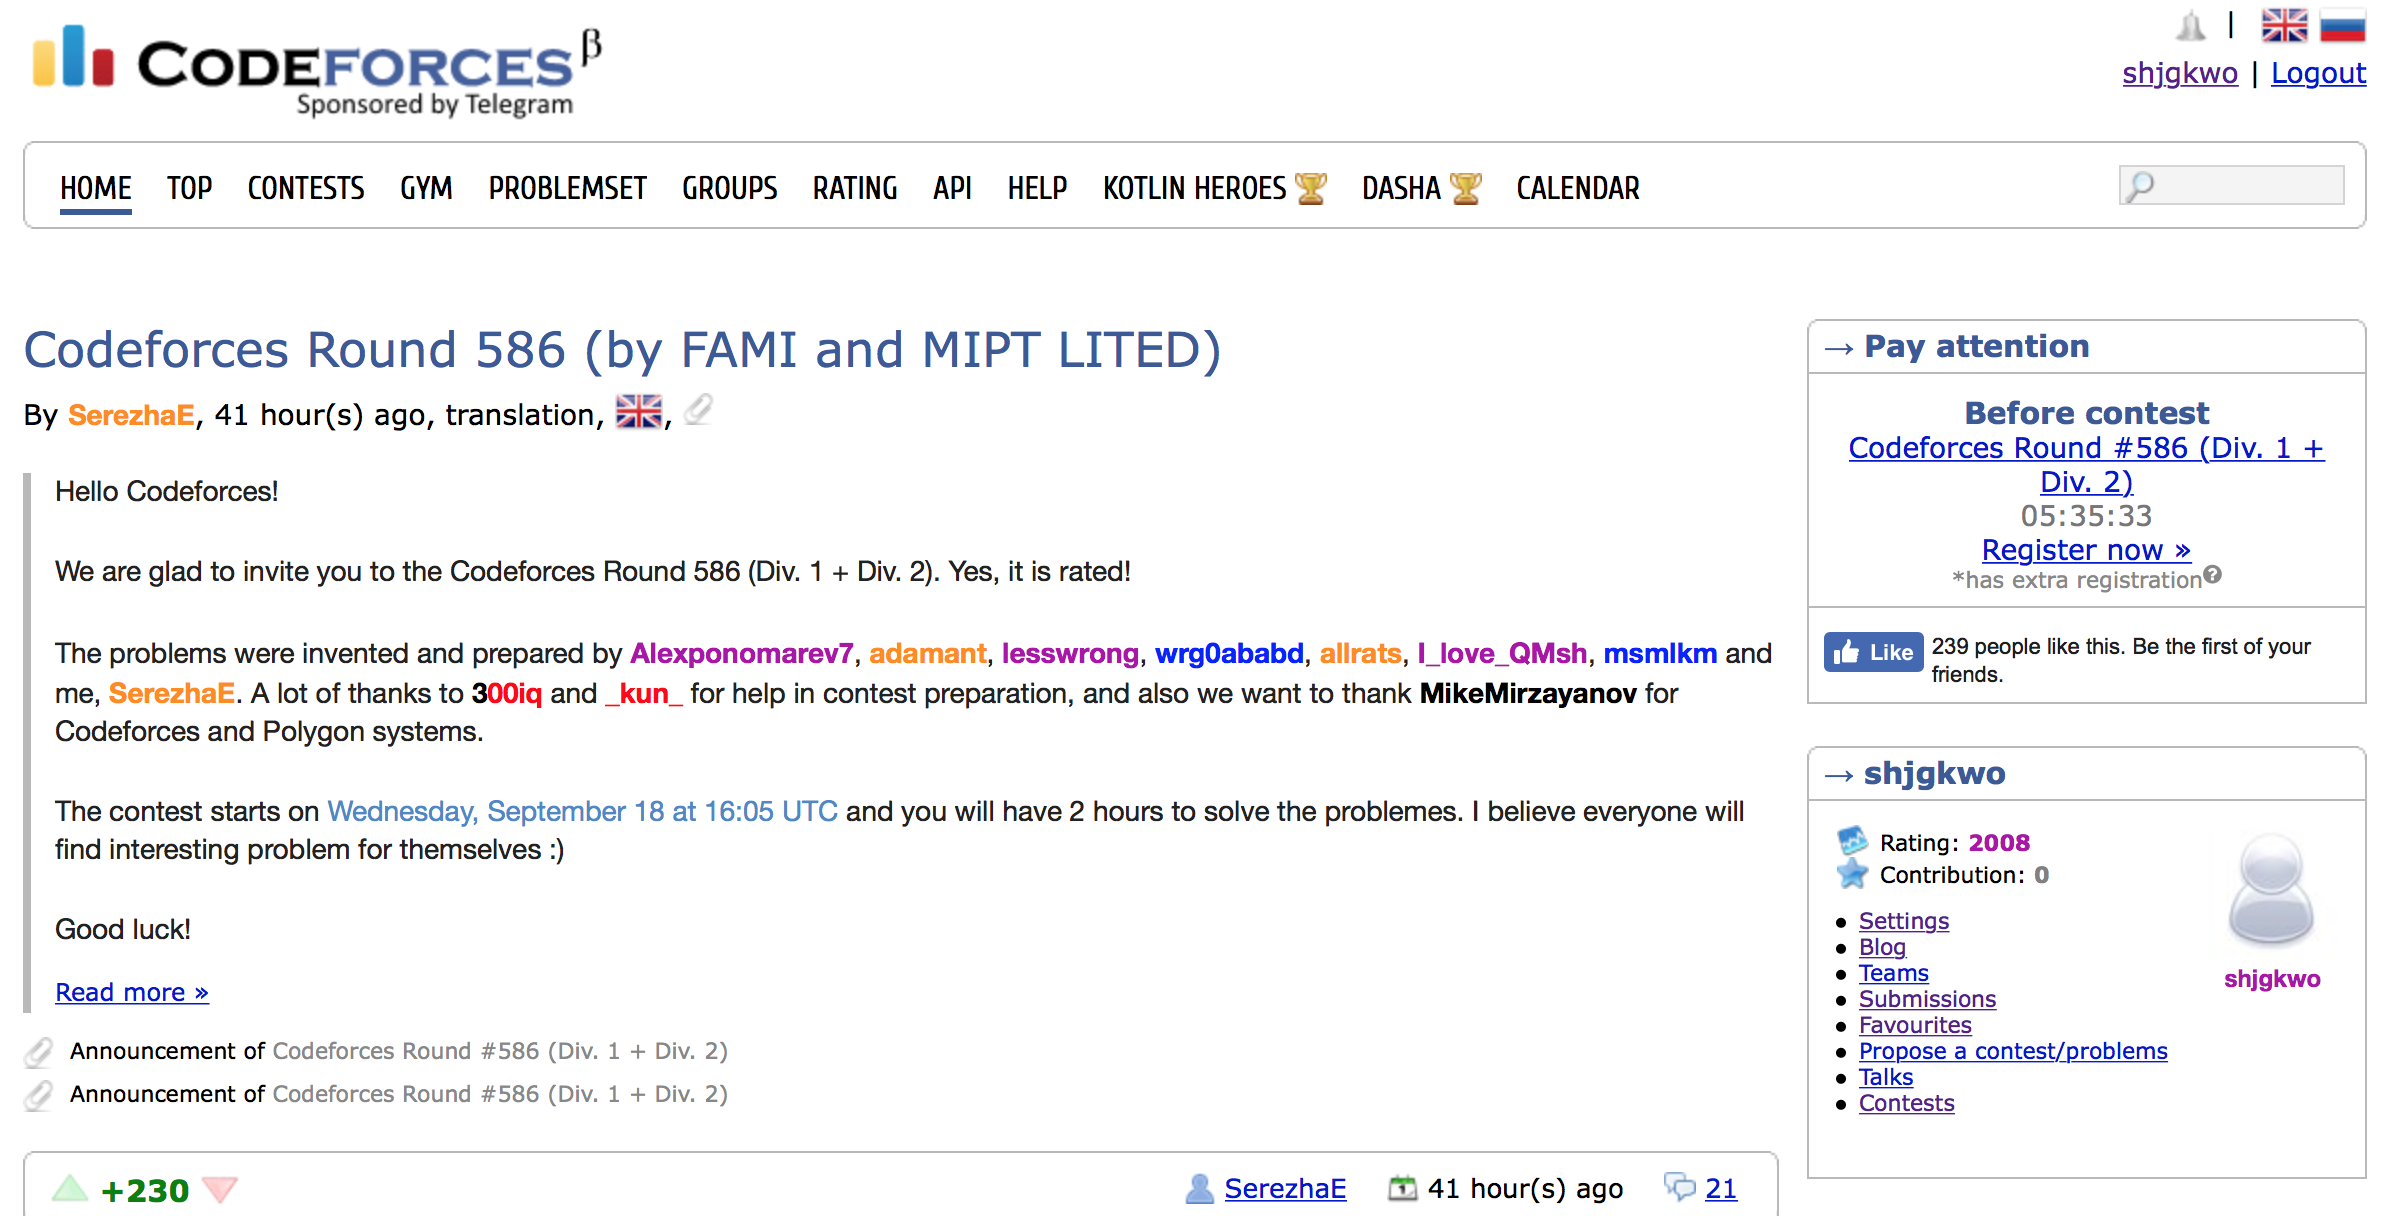 CODEFORCES β
Sponsored by Telegram
|
shjgkwo | Logout
HOME TOP CONTESTS GYM PROBLEMSET GROUPS RATING API HELP KOTLIN HEROES DASHA CALENDAR
Codeforces Round 586 (by FAMI and MIPT LITED)
By SerezhaE, 41 hour(s) ago, translation, ,
Hello Codeforces!
We are glad to invite you to the Codeforces Round 586 (Div. 1 + Div. 2). Yes, it is rated!
The problems were invented and prepared by Alexponomarev7, adamant, lesswrong, wrg0ababd, allrats, I_love_QMsh, msmlkm and
me, SerezhaE. A lot of thanks to 300iq and _kun_ for help in contest preparation, and also we want to thank MikeMirzayanov for
Codeforces and Polygon systems.
The contest starts on Wednesday, September 18 at 16:05 UTC and you will have 2 hours to solve the problemes. I believe everyone will
find interesting problem for themselves :)
Good luck!
Read more »
Announcement of Codeforces Round #586 (Div. 1 + Div. 2)
Announcement of Codeforces Round #586 (Div. 1 + Div. 2)
+230
SerezhaE 41 hour(s) ago 21
→ Pay attention
Before contest
Codeforces Round #586 (Div. 1 +
Div. 2)
05:35:33
Register now »
*has extra registration?
Like 239 people like this. Be the first of your
friends.
→ shjgkwo
Rating: 2008
Contribution: 0
Settings
Blog
Teams
Submissions
Favourites
Propose a contest/problems
Talks
Contests
shjgkwo